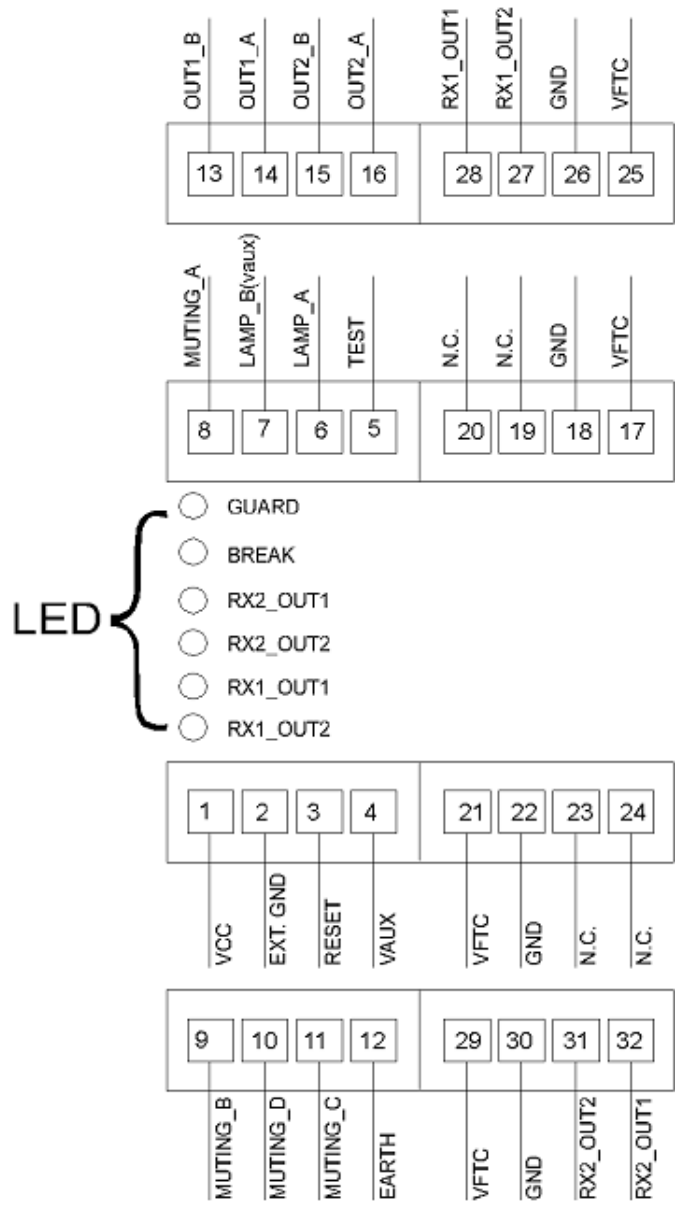 OUT1_B
OUT1_A
OUT2_B
OUT2_A
RX1_OUT1
RX1_OUT2
GND
VFTC
13 14 15 16 28 27 26 25
MUTING_A
LAMP_B(vaux)
LAMP_A
TEST
N.C.
N.C.
GND
VFTC
8 7 6 5 20 19 18 17
LED
GUARD
BREAK
RX2_OUT1
RX2_OUT2
RX1_OUT1
RX1_OUT2
1 2 3 4 21 22 23 24
VCC
EXT. GND
RESET
VAUX
VFTC
GND
N.C.
N.C.
9 10 11 12 29 30 31 32
MUTING_B
MUTING_D
MUTING_C
EARTH
VFTC
GND
RX2_OUT2
RX2_OUT1